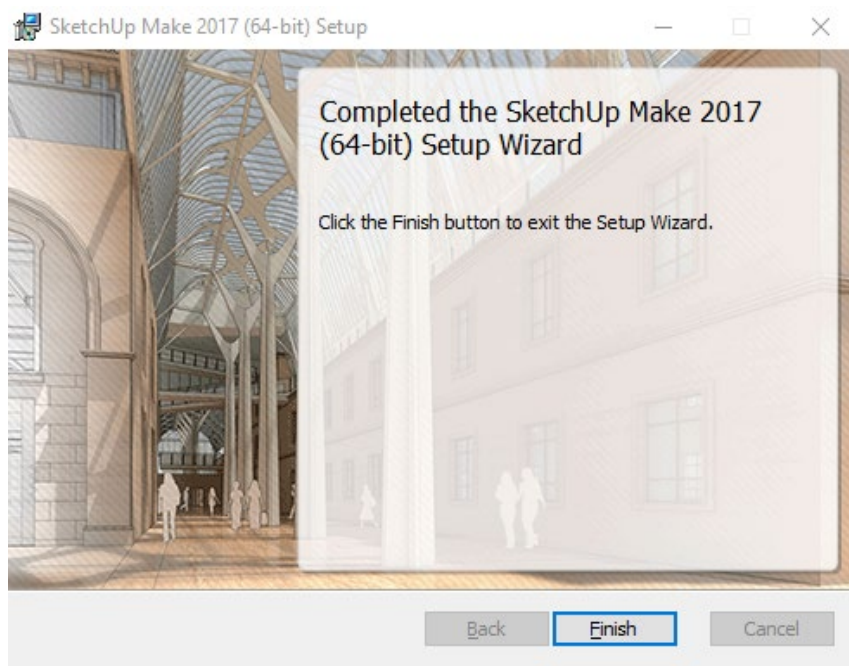 SketchUp Make 2017 (64-bit) Setup
Completed the SketchUp Make 2017
(64-bit) Setup Wizard
Click the Finish button to exit the Setup Wizard.
Back
Finish
Cancel